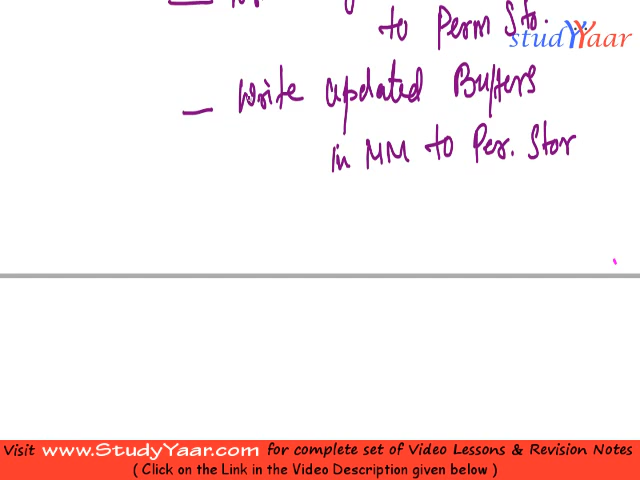 to Perm Sto.
studYYaar
— Write updated Buffers
in MM to Per. Stor
Visit www.StudyYaar.com for complete set of Video Lessons & Revision Notes
( Click on the Link in the Video Description given below )